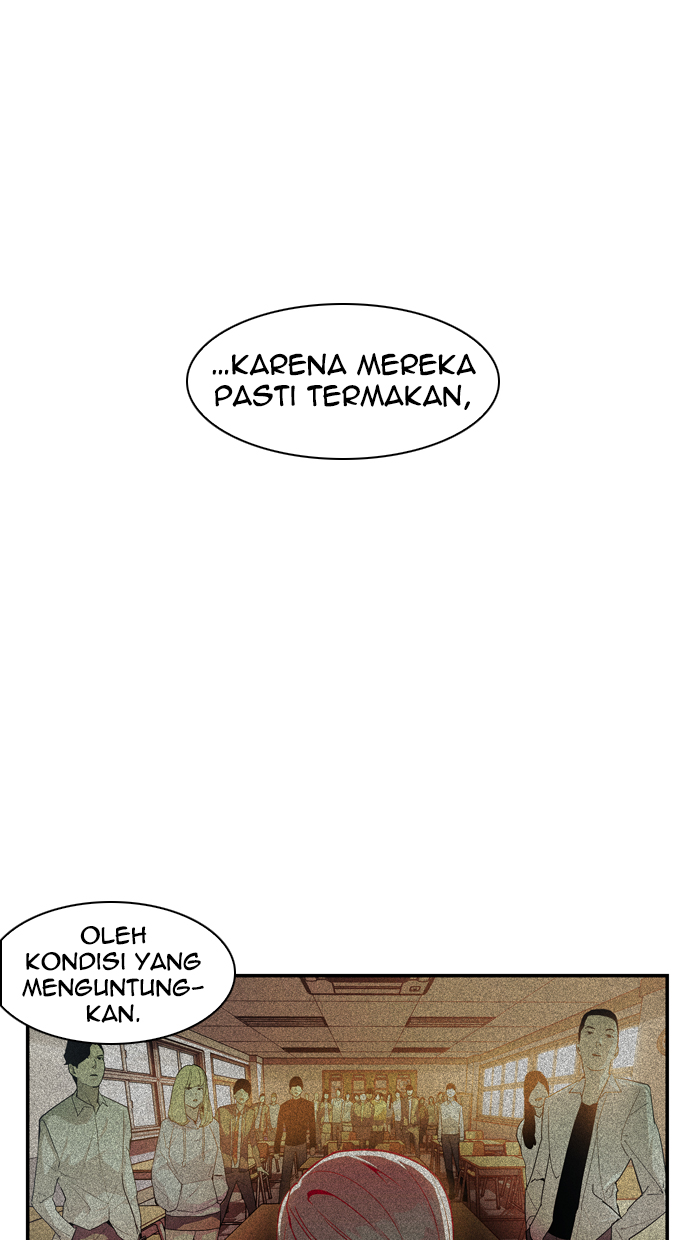 ...KARENA MEREKA
PASTI TERMAKAN,
OLEH
KONDISI YANG
MENGUNTUNG-
KAN.